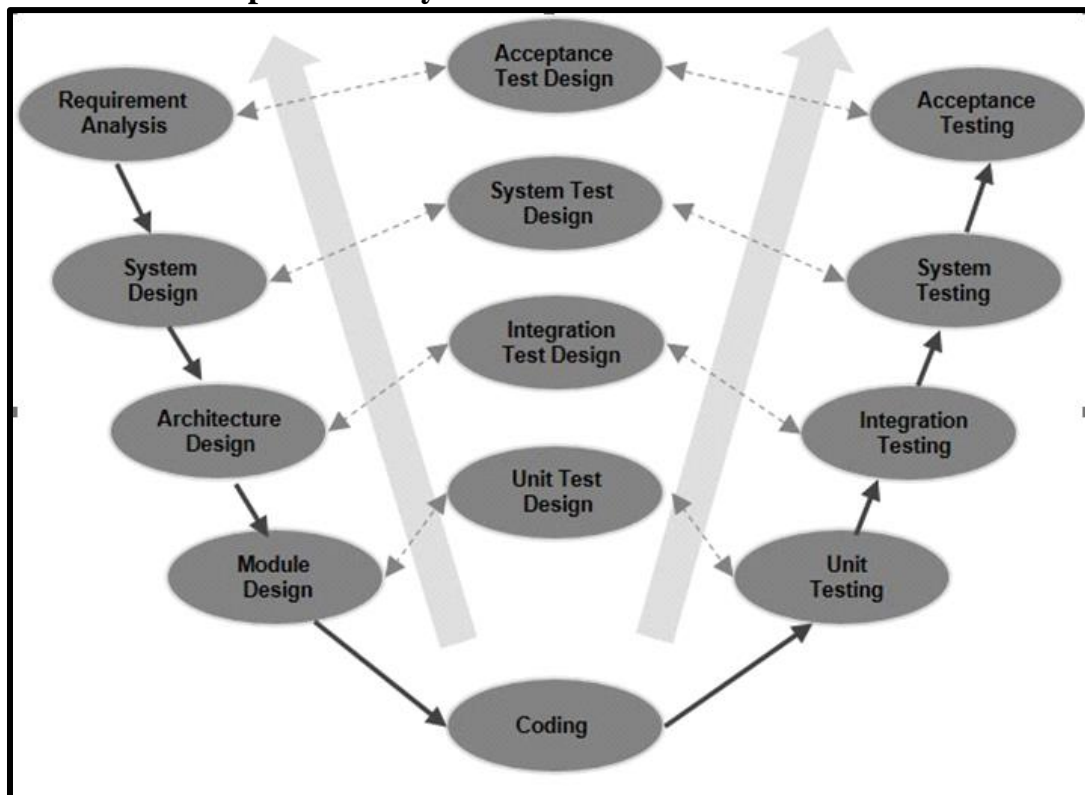 Acceptance
Test Design
Requirement
Analysis
Acceptance
Testing
System Test
Design
System
Design
System
Testing
Integration
Test Design
Architecture
Design
Integration
Testing
Unit Test
Design
Module
Design
Unit
Testing
Coding